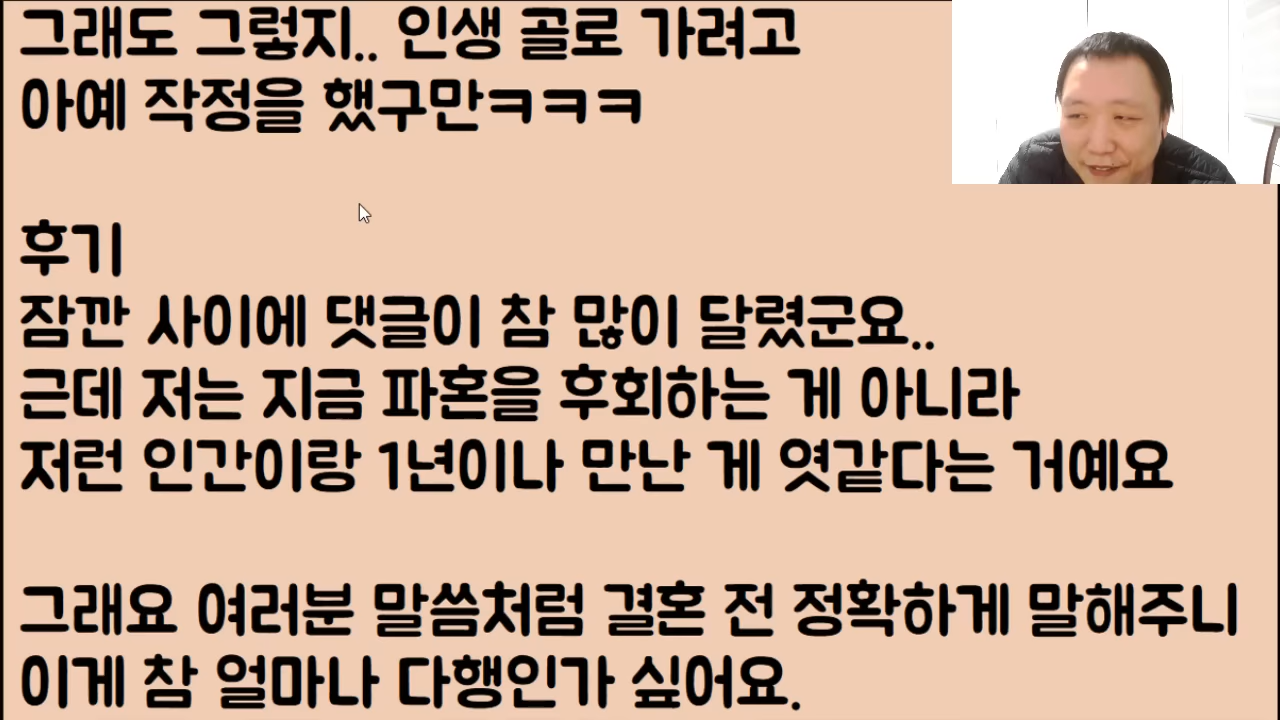 그래도 그렇지.. 인생 골로 가려고
아예 작정을 했구만ㅋㅋㅋ
후기
잠깐 사이에 댓글이 참 많이 달렸군요..
근데 저는 지금 파혼을 후회하는 게 아니라
저런 인간이랑 1년이나 만난 게 엿같다는 거예요
그래요 여러분 말씀처럼 결혼 전 정확하게 말해주니
이게 참 얼마나 다행인가 싶어요.